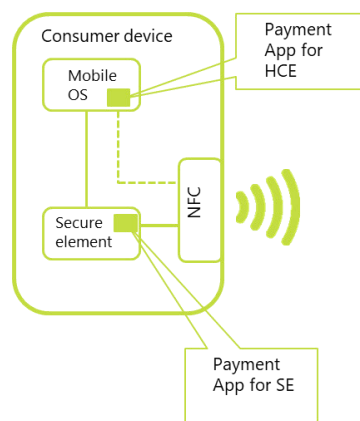 Consumer device
Payment
App for
HCE
Mobile
OS
NFC
Secure
element
Payment
App for SE